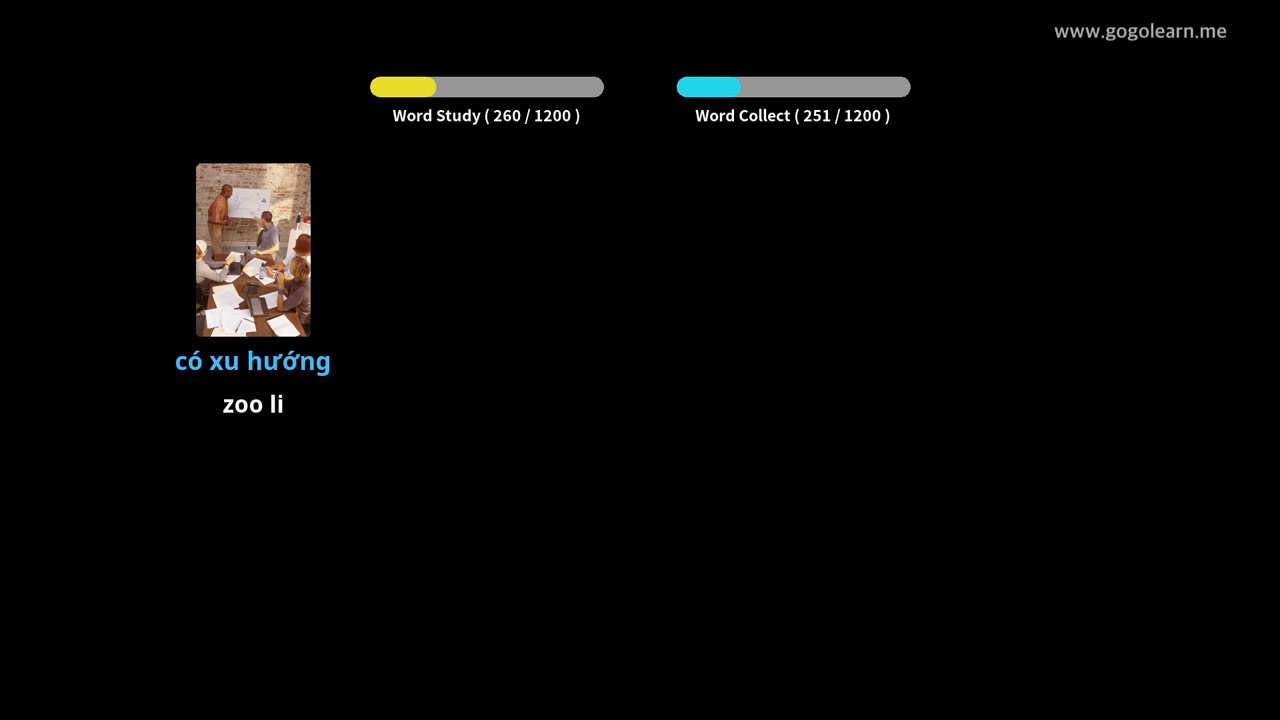 www.gogolearn.me
Word Study ( 260 / 1200 )
Word Collect ( 251 / 1200 )
có xu hướng
zoo li